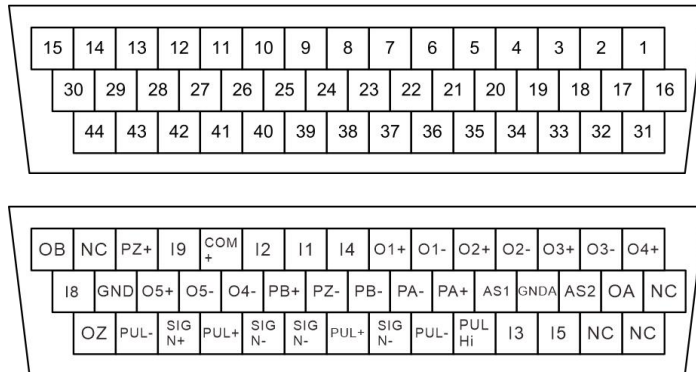 15 14 13 12 11 10 9 8 7 6 5 4 3 2 1
30 29 28 27 26 25 24 23 22 21 20 19 18 17 16
44 43 42 41 40 39 38 37 36 35 34 33 32 31
OB NC PZ+ I9 COM+ I2 I1 I4 O1+ O1- O2+ O2- O3+ O3- O4+
I8 GND O5+ O5- O4- PB+ PZ- PB- PA- PA+ AS1 GNDA AS2 OA NC
OZ PUL- SIGN+ PUL+ SIGN- SIGN- PUL+ SIGN- PUL- PULHi I3 I5 NC NC